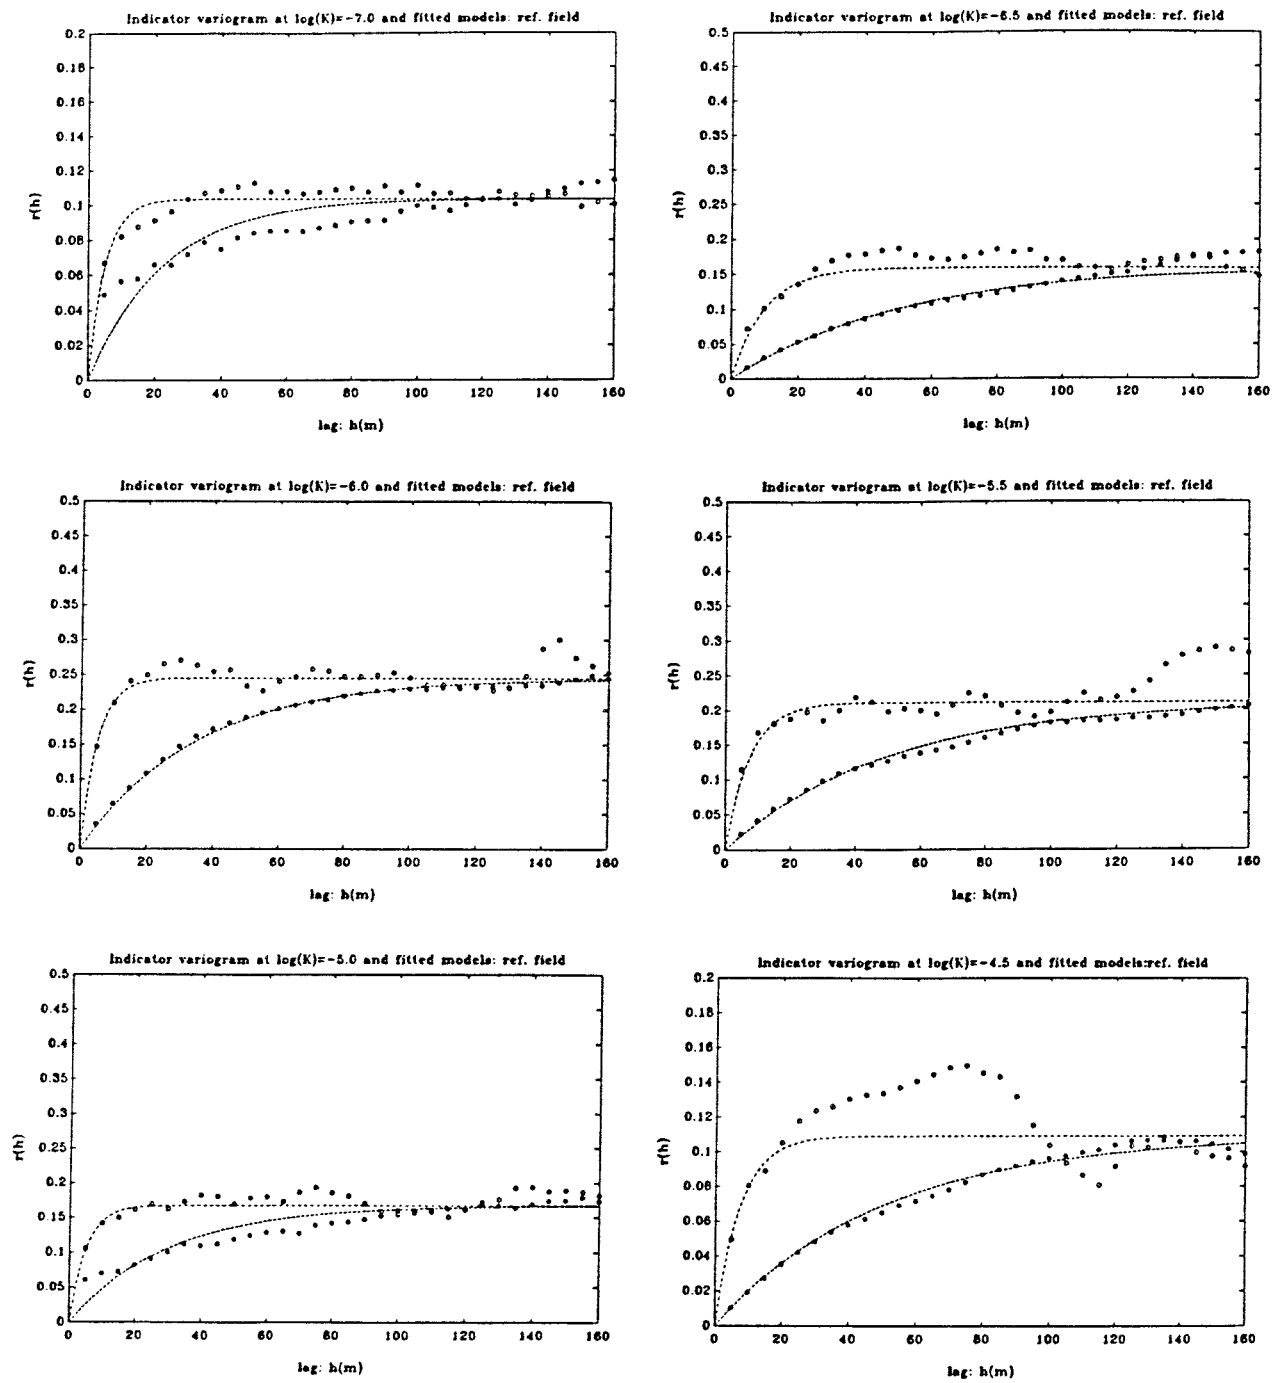 Indicator variogram at log(K)=-7.0 and fitted models: ref. field
0.2
0.18
0.16
0.14
0.12
0.1
0.08
0.06
0.04
0.02
0
r(h)
0 20 40 60 80 100 120 140 160
lag: h(m)
Indicator variogram at log(K)=-6.5 and fitted models: ref. field
0.5
0.45
0.4
0.35
0.3
0.25
0.2
0.15
0.1
0.05
0
r(h)
0 20 40 60 80 100 120 140 160
lag: h(m)
Indicator variogram at log(K)=-6.0 and fitted models: ref. field
0.5
0.45
0.4
0.35
0.3
0.25
0.2
0.15
0.1
0.05
0
r(h)
0 20 40 60 80 100 120 140 160
lag: h(m)
Indicator variogram at log(K)=-5.5 and fitted models: ref. field
0.5
0.45
0.4
0.35
0.3
0.25
0.2
0.15
0.1
0.05
0
r(h)
0 20 40 60 80 100 120 140 160
lag: h(m)
Indicator variogram at log(K)=-5.0 and fitted models: ref. field
0.5
0.45
0.4
0.35
0.3
0.25
0.2
0.15
0.1
0.05
0
r(h)
0 20 40 60 80 100 120 140 160
lag: h(m)
Indicator variogram at log(K)=-4.5 and fitted models:ref. field
0.2
0.18
0.16
0.14
0.12
0.1
0.08
0.06
0.04
0.02
0
r(h)
0 20 40 60 80 100 120 140 160
lag: h(m)